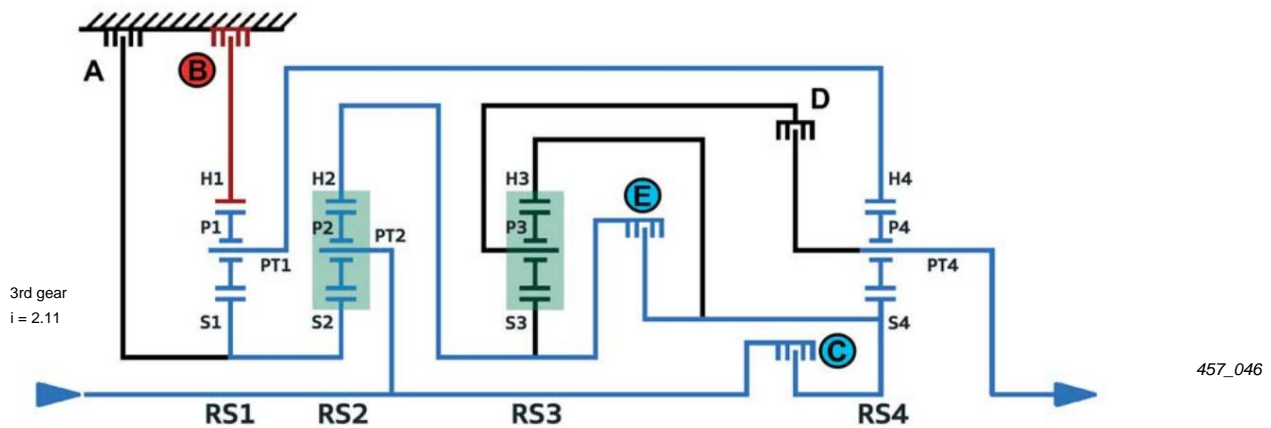 A
B
D
H1
H2
H3
E
H4
P1
P2
PT2
P3
P4
PT1
PT4
3rd gear
i = 2.11
S1
S2
S3
S4
C
457_046
RS1
RS2
RS3
RS4